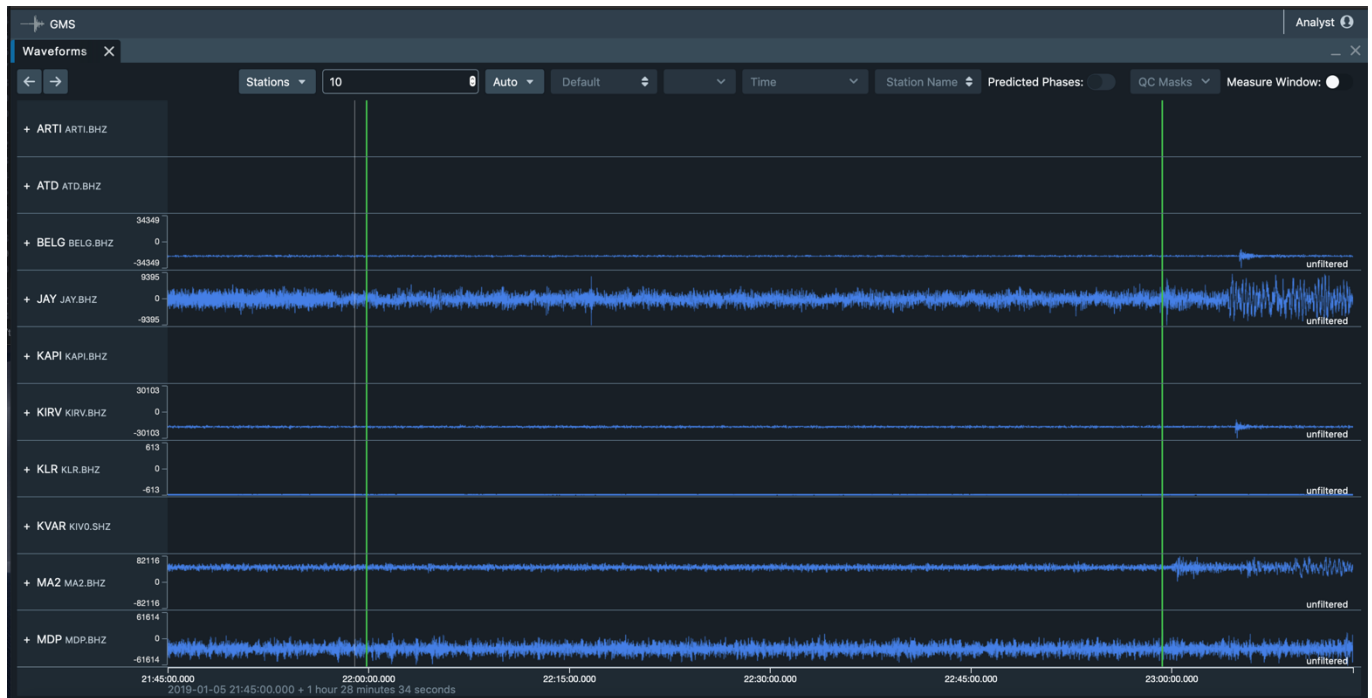 GMS
Analyst
Waveforms
Stations 10 Auto Default Time Station Name Predicted Phases: QC Masks Measure Window:
+ ARTI ARTI.BHZ
+ ATD ATD.BHZ
34349
+ BELG BELG.BHZ 0
-34349
unfiltered
9395
+ JAY JAY.BHZ 0
-9395
unfiltered
+ KAPI KAPI.BHZ
30103
+ KIRV KIRV.BHZ 0
-30103
unfiltered
613
+ KLR KLR.BHZ 0
-613
unfiltered
+ KVAR KIV0.SHZ
82116
+ MA2 MA2.BHZ 0
-82116
unfiltered
61614
+ MDP MDP.BHZ 0
-61614
unfiltered
21:45:00.000 22:00:00.000 22:15:00.000 22:30:00.000 22:45:00.000 23:00:00.000
2019-01-05 21:45:00.000 + 1 hour 28 minutes 34 seconds